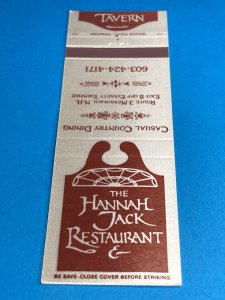 TAVERN
603-424-4171
Route 3 Merrimack N.H.
Exit 8 off Everett Turnpike
Casual Country Dining
THE
HANNAH
JACK
RESTAURANT
&
BE SAFE-CLOSE COVER BEFORE STRIKING